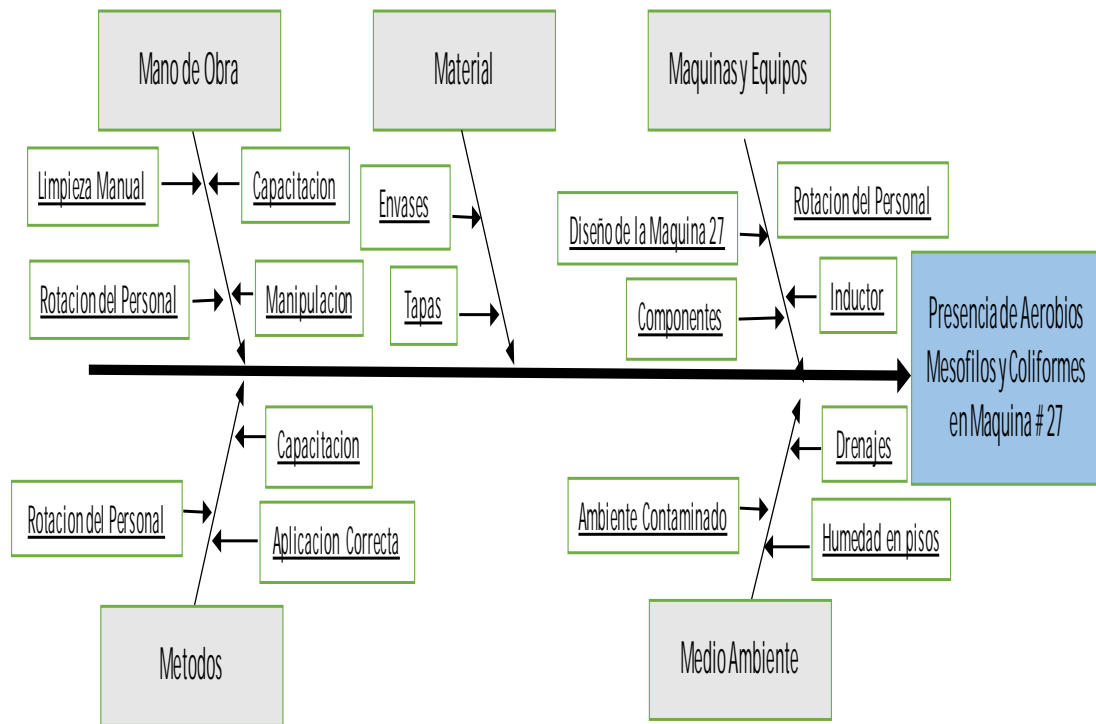 Mano de Obra
Material
Maquinas y Equipos
Limpieza Manual
Capacitacion
Rotacion del Personal
Manipulacion
Envases
Tapas
Diseño de la Maquina 27
Rotacion del Personal
Componentes
Inductor
Presencia de Aerobios
Mesofilos y Coliformes
en Maquina # 27
Capacitacion
Rotacion del Personal
Aplicacion Correcta
Drenajes
Ambiente Contaminado
Humedad en pisos
Metodos
Medio Ambiente